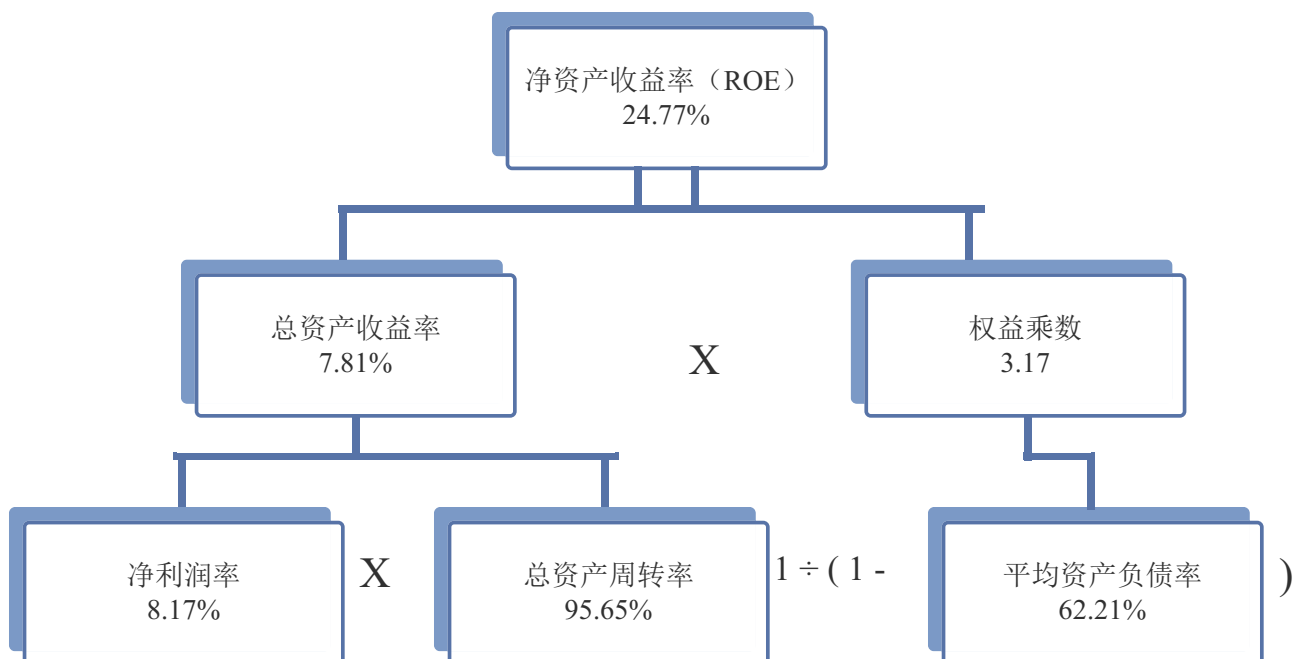 净资产收益率（ROE）
24.77%
总资产收益率
7.81%
X
权益乘数
3.17
净利润率
8.17%
X
总资产周转率
95.65%
1 ÷ ( 1 -
平均资产负债率
62.21%
)